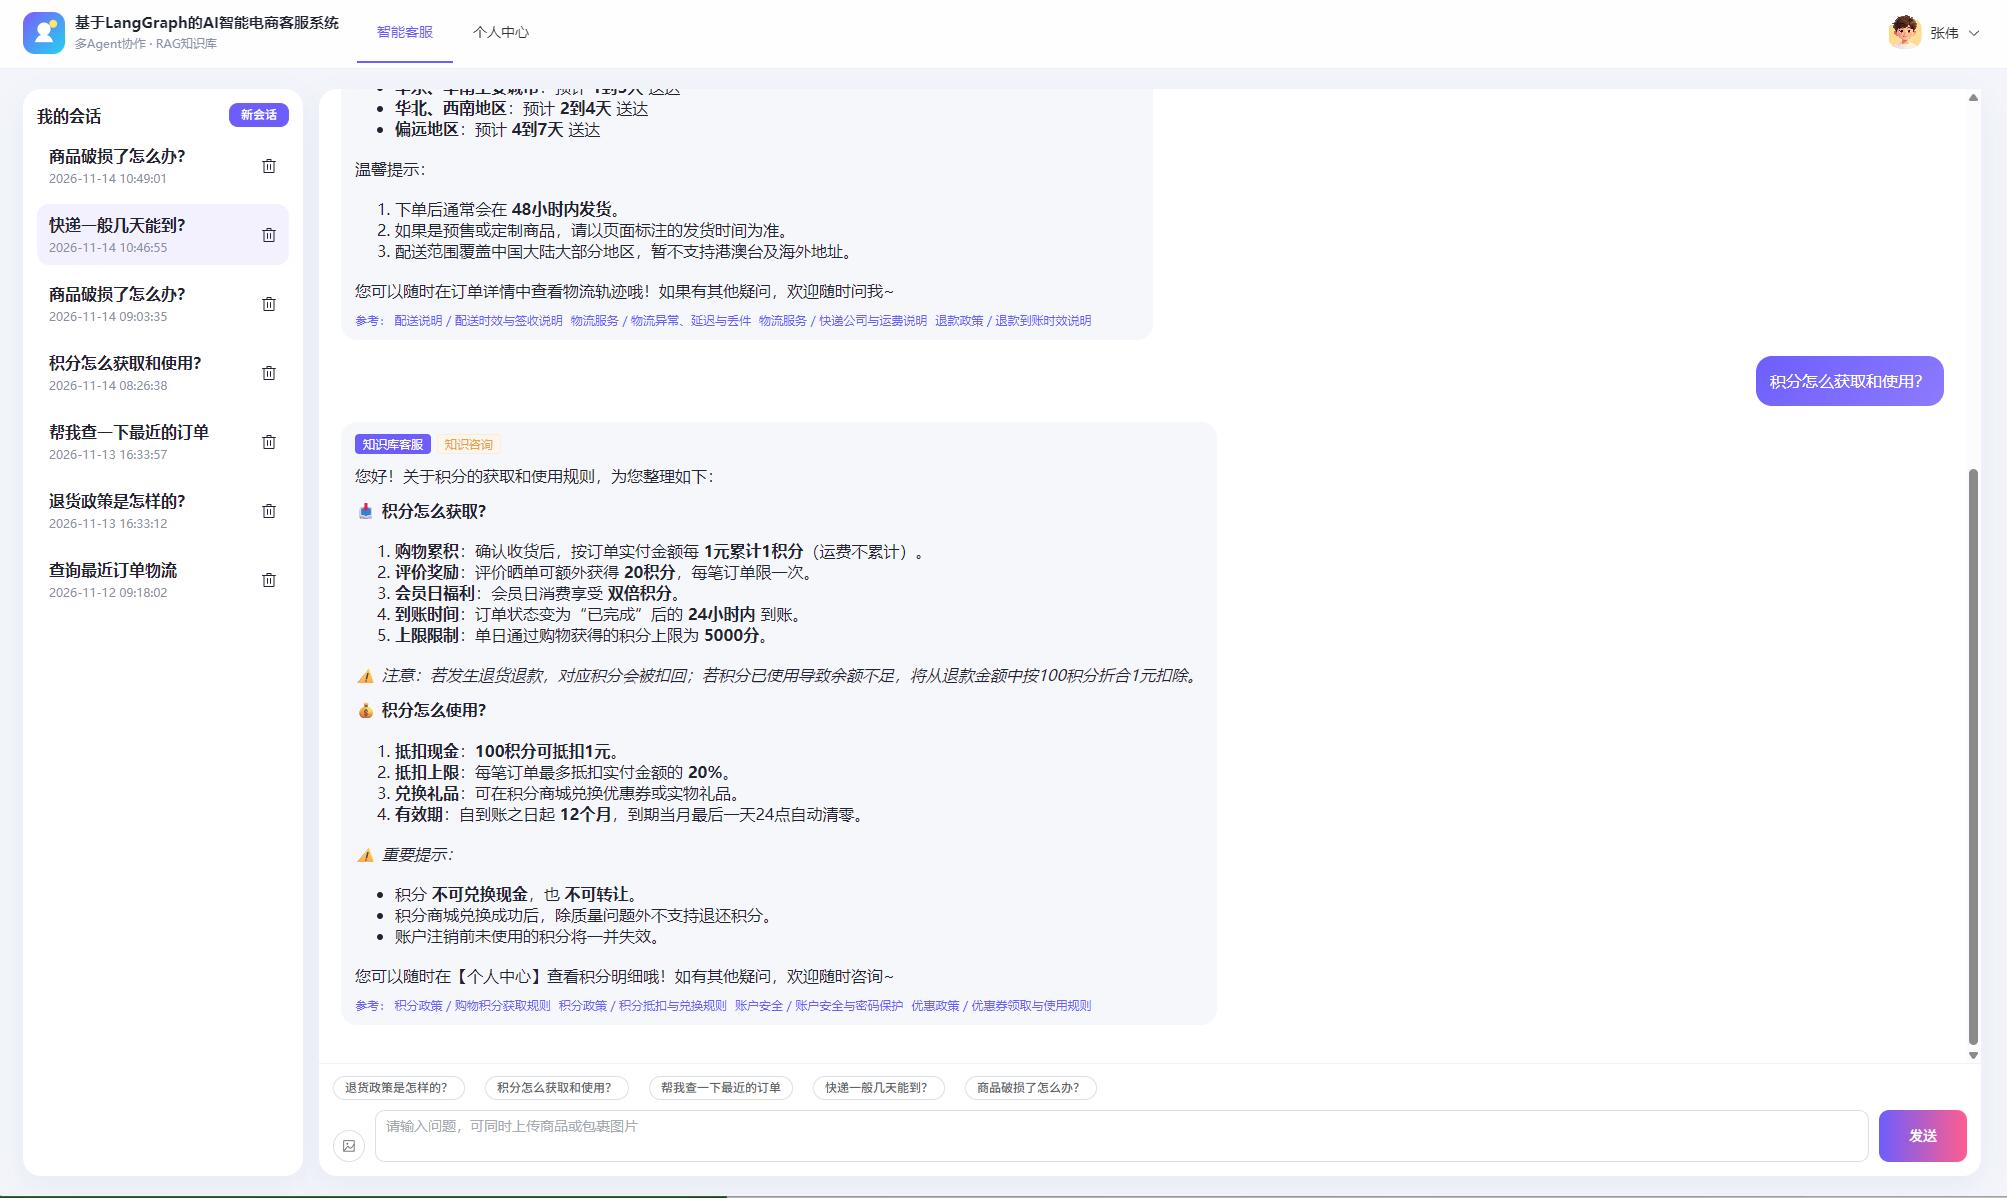 基于LangGraph的AI智能电商客服系统
多Agent协作 · RAG知识库
智能客服
个人中心
张伟
我的会话
新会话
商品破损了怎么办？
2026-11-14 10:49:01
快递一般几天能到？
2026-11-14 10:46:55
商品破损了怎么办？
2026-11-14 09:03:35
积分怎么获取和使用？
2026-11-14 08:26:38
帮我查一下最近的订单
2026-11-13 16:33:57
退货政策是怎样的？
2026-11-13 16:33:12
查询最近订单物流
2026-11-12 09:18:02
华北、西南地区：预计 2到4天 送达
偏远地区：预计 4到7天 送达
温馨提示：
1. 下单后通常会在 48小时内发货。
2. 如果是预售或定制商品，请以页面标注的发货时间为准。
3. 配送范围覆盖中国大陆大部分地区，暂不支持港澳台及海外地址。
您可以随时在订单详情中查看物流轨迹哦！如果有其他疑问，欢迎随时问我~
参考： 配送说明 / 配送时效与签收说明 物流服务 / 物流异常、延迟与丢件 物流服务 / 快递公司与运费说明 退款政策 / 退款到账时效说明
积分怎么获取和使用？
知识库客服 知识咨询
您好！关于积分的获取和使用规则，为您整理如下：
📥 积分怎么获取？
1. 购物累积：确认收货后，按订单实付金额每 1元累计1积分（运费不累计）。
2. 评价奖励：评价晒单可额外获得 20积分，每笔订单限一次。
3. 会员日福利：会员日消费享受 双倍积分。
4. 到账时间：订单状态变为“已完成”后的 24小时内 到账。
5. 上限限制：单日通过购物获得的积分上限为 5000分。
⚠️ 注意：若发生退货退款，对应积分会被扣回；若积分已使用导致余额不足，将从退款金额中按100积分折合1元扣除。
💰 积分怎么使用？
1. 抵扣现金：100积分可抵扣1元。
2. 抵扣上限：每笔订单最多抵扣实付金额的 20%。
3. 兑换礼品：可在积分商城兑换优惠券或实物礼品。
4. 有效期：自到账之日起 12个月，到期当月最后一天24点自动清零。
⚠️ 重要提示：
积分 不可兑换现金，也 不可转让。
积分商城兑换成功后，除质量问题外不支持退还积分。
账户注销前未使用的积分将一并失效。
您可以随时在【个人中心】查看积分明细哦！如有其他疑问，欢迎随时咨询~
参考： 积分政策 / 购物积分获取规则 积分政策 / 积分抵扣与兑换规则 账户安全 / 账户安全与密码保护 优惠政策 / 优惠券领取与使用规则
退货政策是怎样的？
积分怎么获取和使用？
帮我查一下最近的订单
快递一般几天能到？
商品破损了怎么办？
请输入问题，可同时上传商品或包裹图片
发送